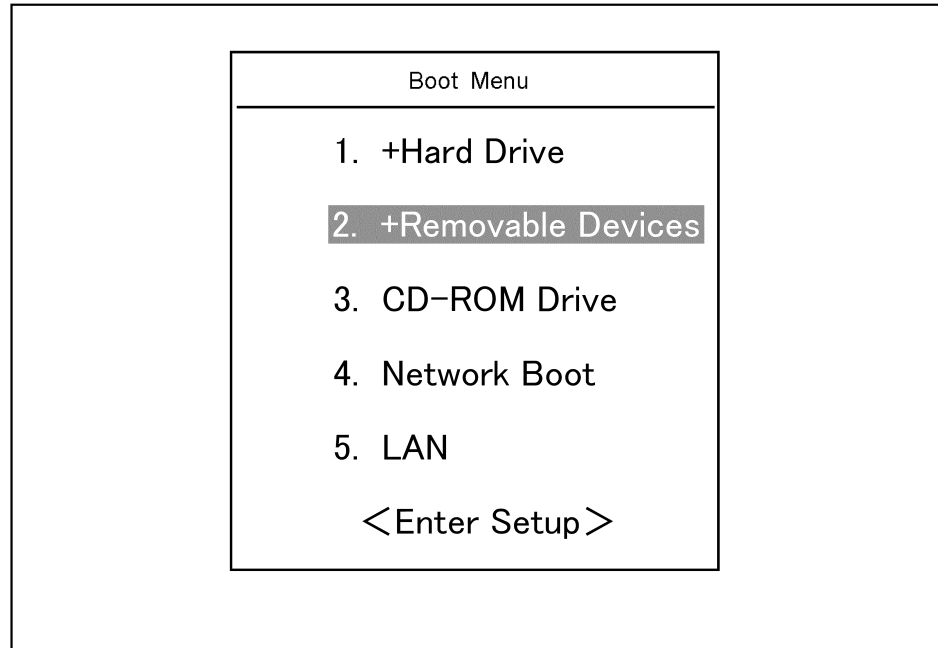 Boot Menu
1. +Hard Drive
2. +Removable Devices
3. CD-ROM Drive
4. Network Boot
5. LAN
<Enter Setup>